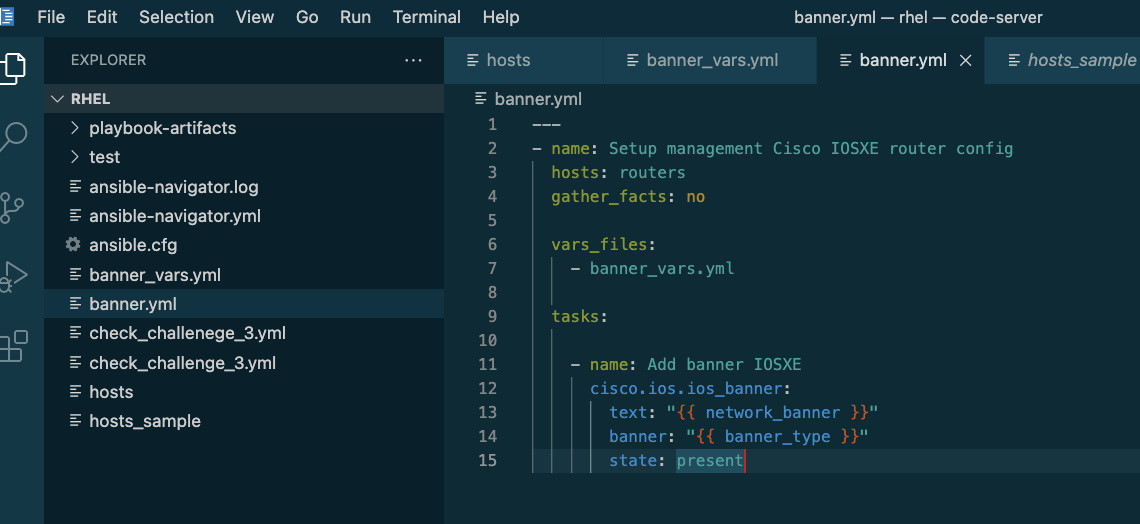 File Edit Selection View Go Run Terminal Help banner.yml — rhel — code-server
EXPLORER ···
hosts banner_vars.yml banner.yml hosts_sample
RHEL
banner.yml
playbook-artifacts
test
ansible-navigator.log
ansible-navigator.yml
ansible.cfg
banner_vars.yml
banner.yml
check_challenege_3.yml
check_challenge_3.yml
hosts
hosts_sample
1 ---
2 - name: Setup management Cisco IOSXE router config
3 hosts: routers
4 gather_facts: no
5
6 vars_files:
7 - banner_vars.yml
8
9 tasks:
10
11 - name: Add banner IOSXE
12 cisco.ios.ios_banner:
13 text: "{{ network_banner }}"
14 banner: "{{ banner_type }}"
15 state: present